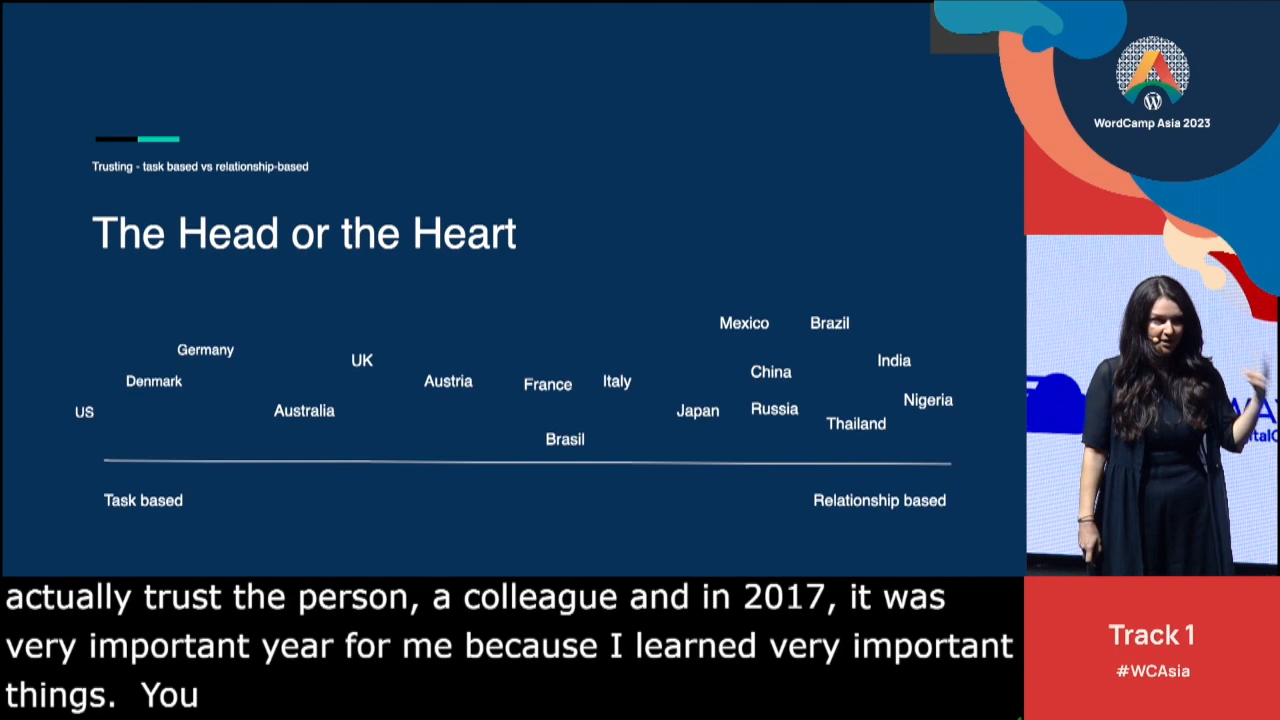 WordCamp Asia 2023
Trusting - task based vs relationship-based
The Head or the Heart
Mexico
Brazil
Germany
UK
India
China
Denmark
Austria
France
Italy
Nigeria
US
Australia
Japan
Russia
Thailand
Brasil
Task based
Relationship based
actually trust the person, a colleague and in 2017, it was
very important year for me because I learned very important
things. You
Track 1
#WCAsia